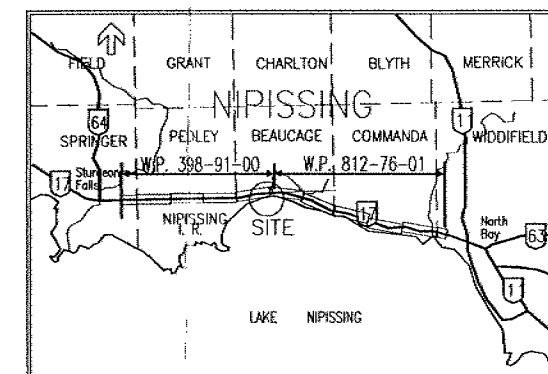 FIELD GRANT CHARLTON BLYTH MERRICK
NIPISSING
64 11
SPRINGER PEDLEY BEAUCAGE COMMANDA WIDDIFIELD
W.P. 398-91-00 W.P. 812-76-01
17 Sturgeon
Falls
NIPISSING 17 North
I. R. SITE Bay 63
11
LAKE NIPISSING